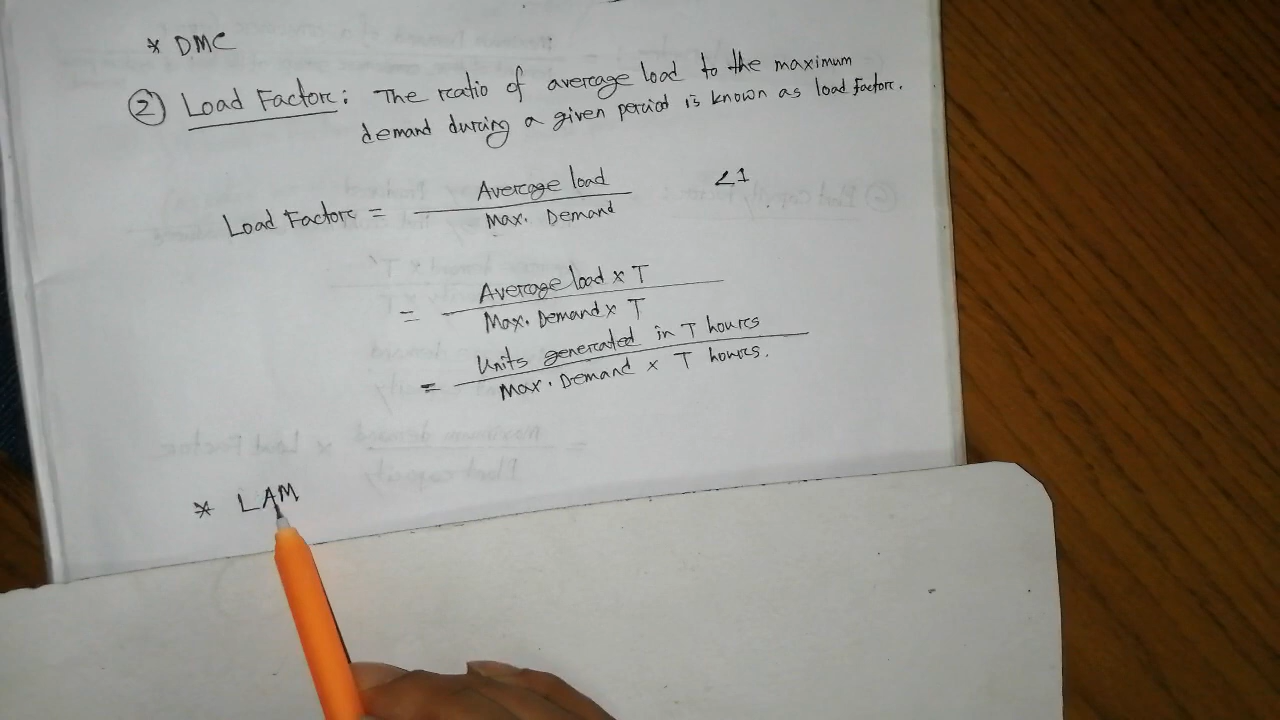 * DMC
② Load Factor: The ratio of average load to the maximum
demand during a given period is known as load factor.
Load Factor = Average load / Max. Demand <1
= Average load × T / Max. Demand × T
= Units generated in T hours / Max. Demand × T hours.
* LAM